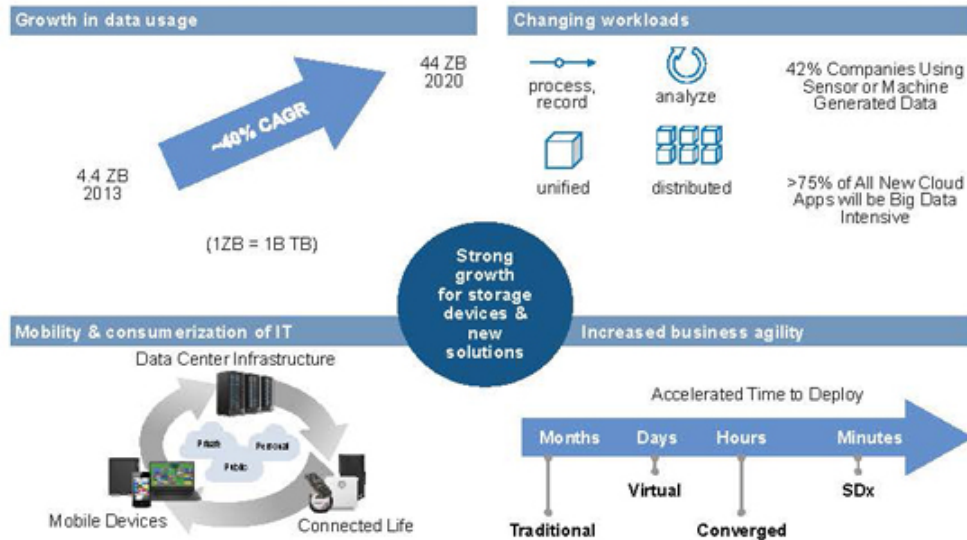 Growth in data usage
44 ZB
2020
~40% CAGR
4.4 ZB
2013
(1ZB = 1B TB)
Changing workloads
process,
record
analyze
unified
distributed
42% Companies Using
Sensor or Machine
Generated Data
>75% of All New Cloud
Apps will be Big Data
Intensive
Strong
growth
for storage
devices &
new
solutions
Mobility & consumerization of IT
Data Center Infrastructure
Private
Personal
Public
Mobile Devices
Connected Life
Increased business agility
Accelerated Time to Deploy
Months
Days
Hours
Minutes
Virtual
SDx
Traditional
Converged